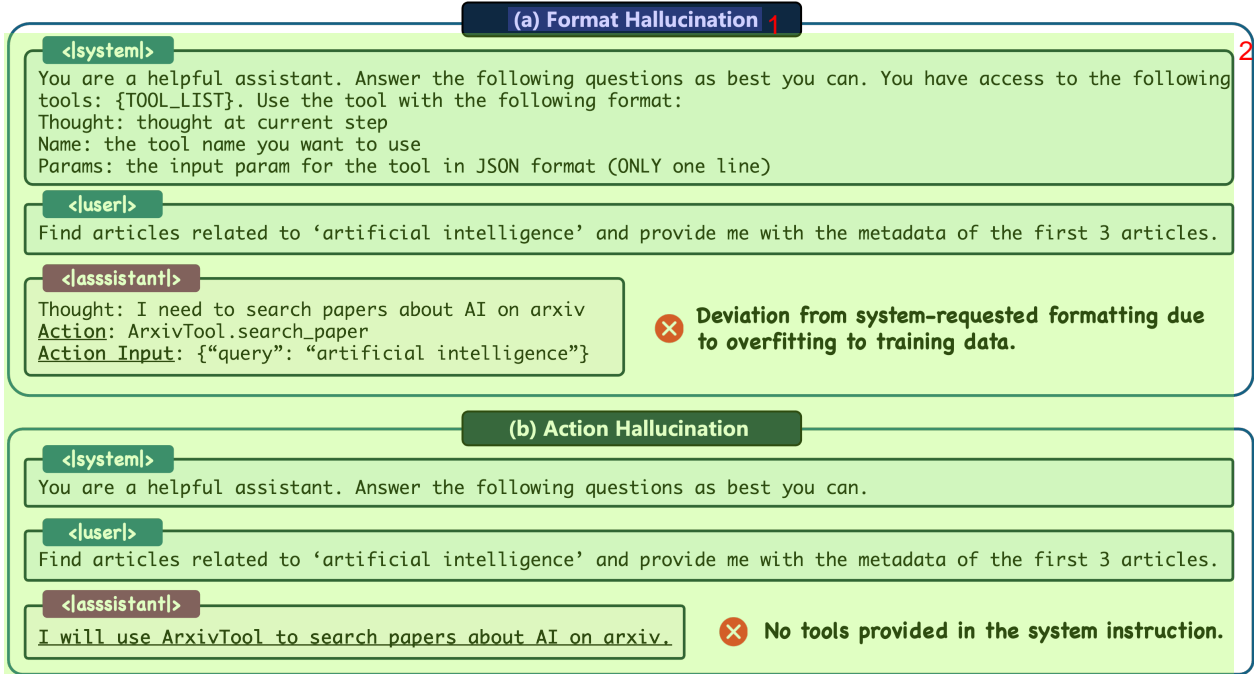 (a) Format Hallucination 1
2
<|system|>
You are a helpful assistant. Answer the following questions as best you can. You have access to the following
tools: {TOOL_LIST}. Use the tool with the following format:
Thought: thought at current step
Name: the tool name you want to use
Params: the input param for the tool in JSON format (ONLY one line)
<|user|>
Find articles related to ‘artificial intelligence’ and provide me with the metadata of the first 3 articles.
<|asssistant|>
Thought: I need to search papers about AI on arxiv
Action: ArxivTool.search_paper
Action Input: {“query”: “artificial intelligence”}
Deviation from system-requested formatting due
to overfitting to training data.
(b) Action Hallucination
<|system|>
You are a helpful assistant. Answer the following questions as best you can.
<|user|>
Find articles related to ‘artificial intelligence’ and provide me with the metadata of the first 3 articles.
<|asssistant|>
I will use ArxivTool to search papers about AI on arxiv.
No tools provided in the system instruction.